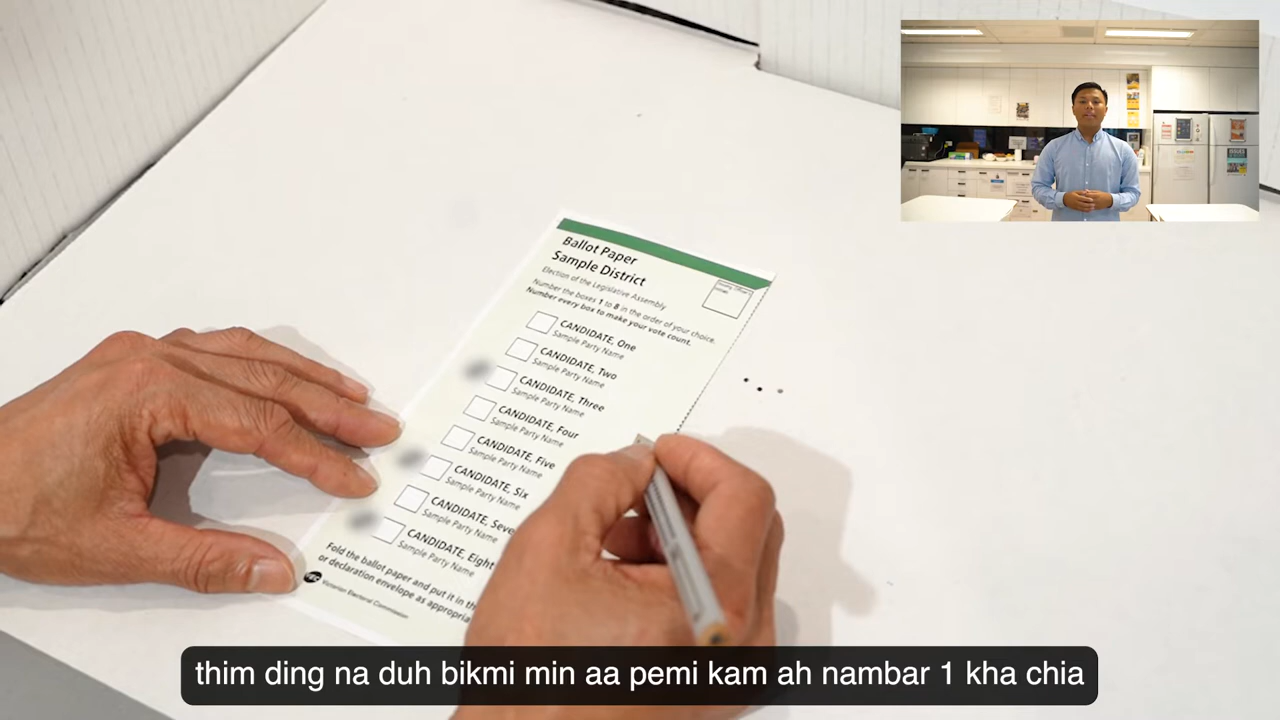 Ballot Paper
Sample District
Election of the Legislative Assembly
Number the boxes 1 to 8 in the order of your choice.
Number every box to make your vote count.
CANDIDATE, One
Sample Party Name
CANDIDATE, Two
Sample Party Name
CANDIDATE, Three
Sample Party Name
CANDIDATE, Four
Sample Party Name
CANDIDATE, Five
Sample Party Name
CANDIDATE, Six
Sample Party Name
CANDIDATE, Seve
Sample Party Name
CANDIDATE, Eight
Sample Party Name
Fold the ballot paper and put it in th
or declaration envelope as appropria
Victorian Electoral Commission
thim ding na duh bikmi min aa pemi kam ah nambar 1 kha chia